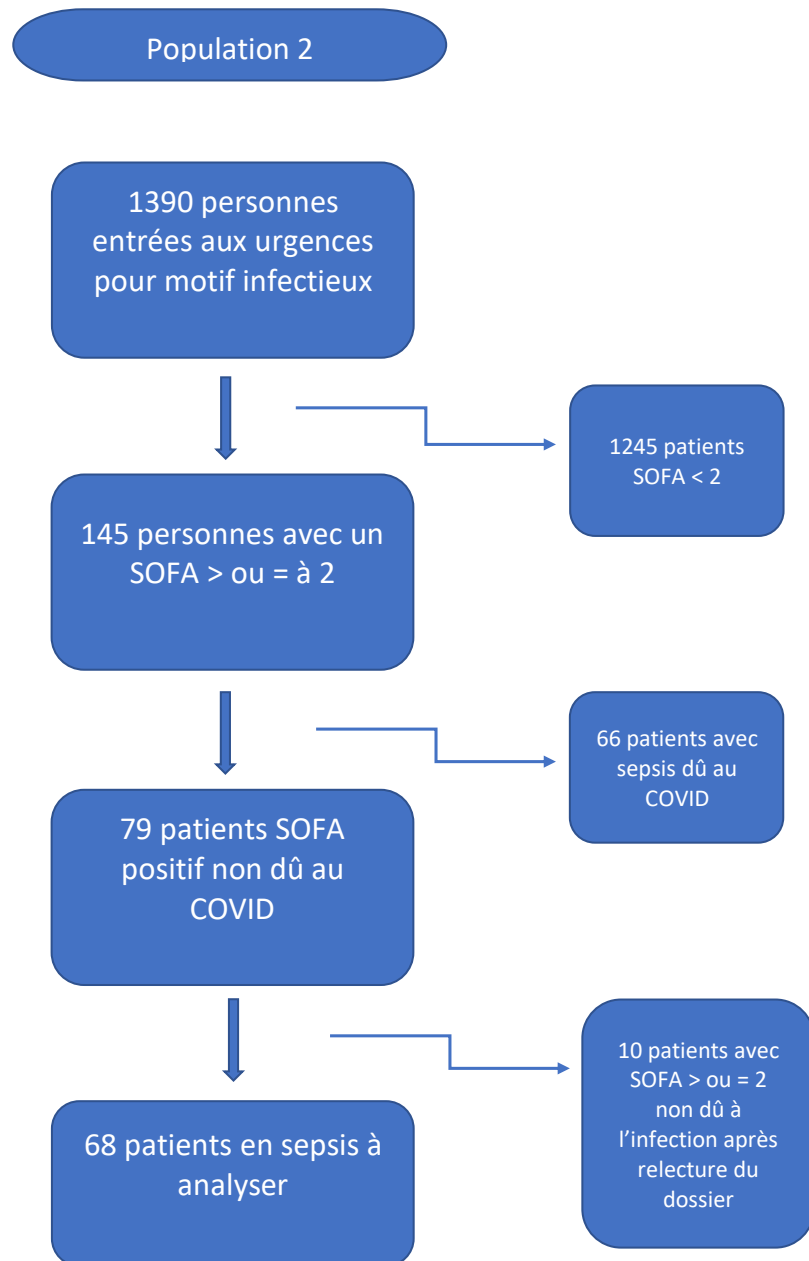 Population 2
1390 personnes
entrées aux urgences
pour motif infectieux
1245 patients
SOFA < 2
145 personnes avec un
SOFA > ou = à 2
66 patients avec
sepsis dû au
COVID
79 patients SOFA
positif non dû au
COVID
10 patients avec
SOFA > ou = 2
non dû à
l’infection après
relecture du
dossier
68 patients en sepsis à
analyser